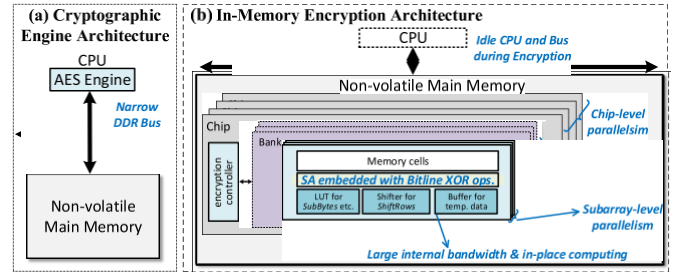 (a) Cryptographic
Engine Architecture
CPU
AES Engine
Narrow
DDR Bus
Non-volatile
Main Memory
(b) In-Memory Encryption Architecture
CPU
Idle CPU and Bus
during Encryption
Non-volatile Main Memory
Chip-level
parallelsim
Chip
Bank
encryption
controller
Memory cells
SA embedded with Bitline XOR ops.
LUT for
SubBytes etc.
Shifter for
ShiftRows
Buffer for
temp. data
Subarray-level
parallelism
Large internal bandwidth & in-place computing